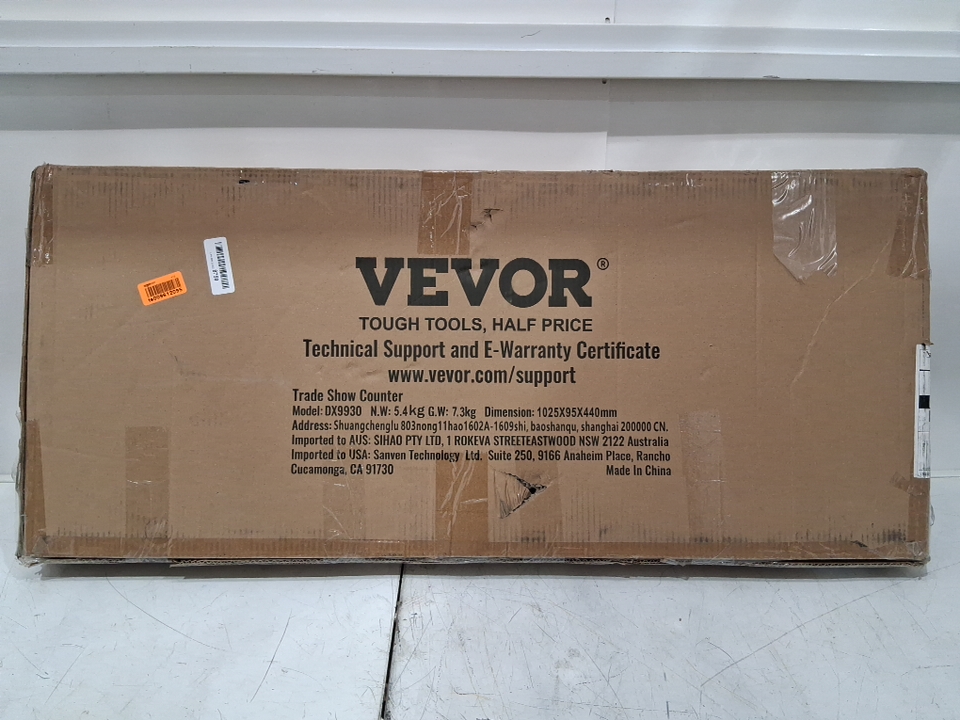 VEVOR®
TOUGH TOOLS, HALF PRICE
Technical Support and E-Warranty Certificate
www.vevor.com/support
Trade Show Counter
Model: DX9930 N.W: 5.4kg G.W: 7.3kg Dimension: 1025X95X440mm
Address: Shuangchenglu 803nong11hao1602A-1609shi, baoshanqu, shanghai 200000 CN.
Imported to AUS: SIHAO PTY LTD, 1 ROKEVA STREETEASTWOOD NSW 2122 Australia
Imported to USA: Sanven Technology Ltd. Suite 250, 9166 Anaheim Place, Rancho
Cucamonga, CA 91730 Made In China